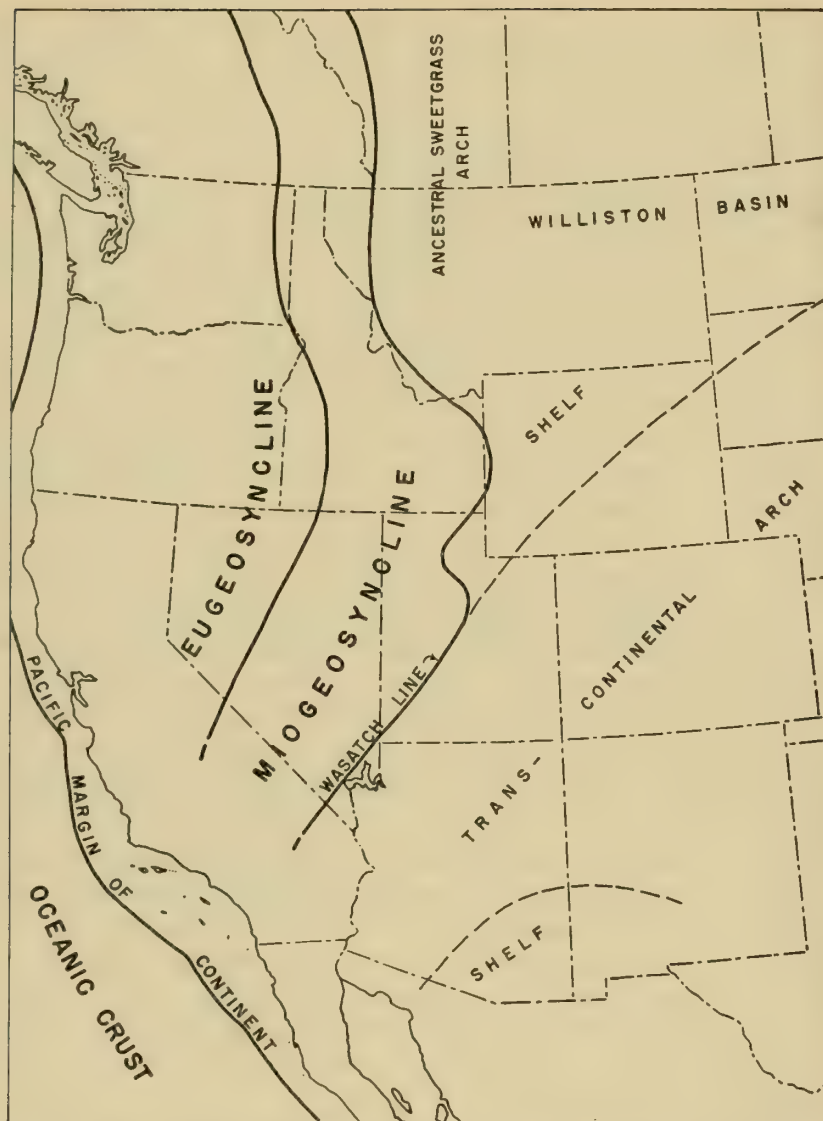 ANCESTRAL SWEETGRASS
ARCH
WILLISTON BASIN
SHELF
EUGEOSYNCLINE
MIOGEOSYNCLINE
ARCH
CONTINENTAL
WASATCH LINE
TRANS-
PACIFIC MARGIN OF CONTINENT
OCEANIC CRUST
SHELF